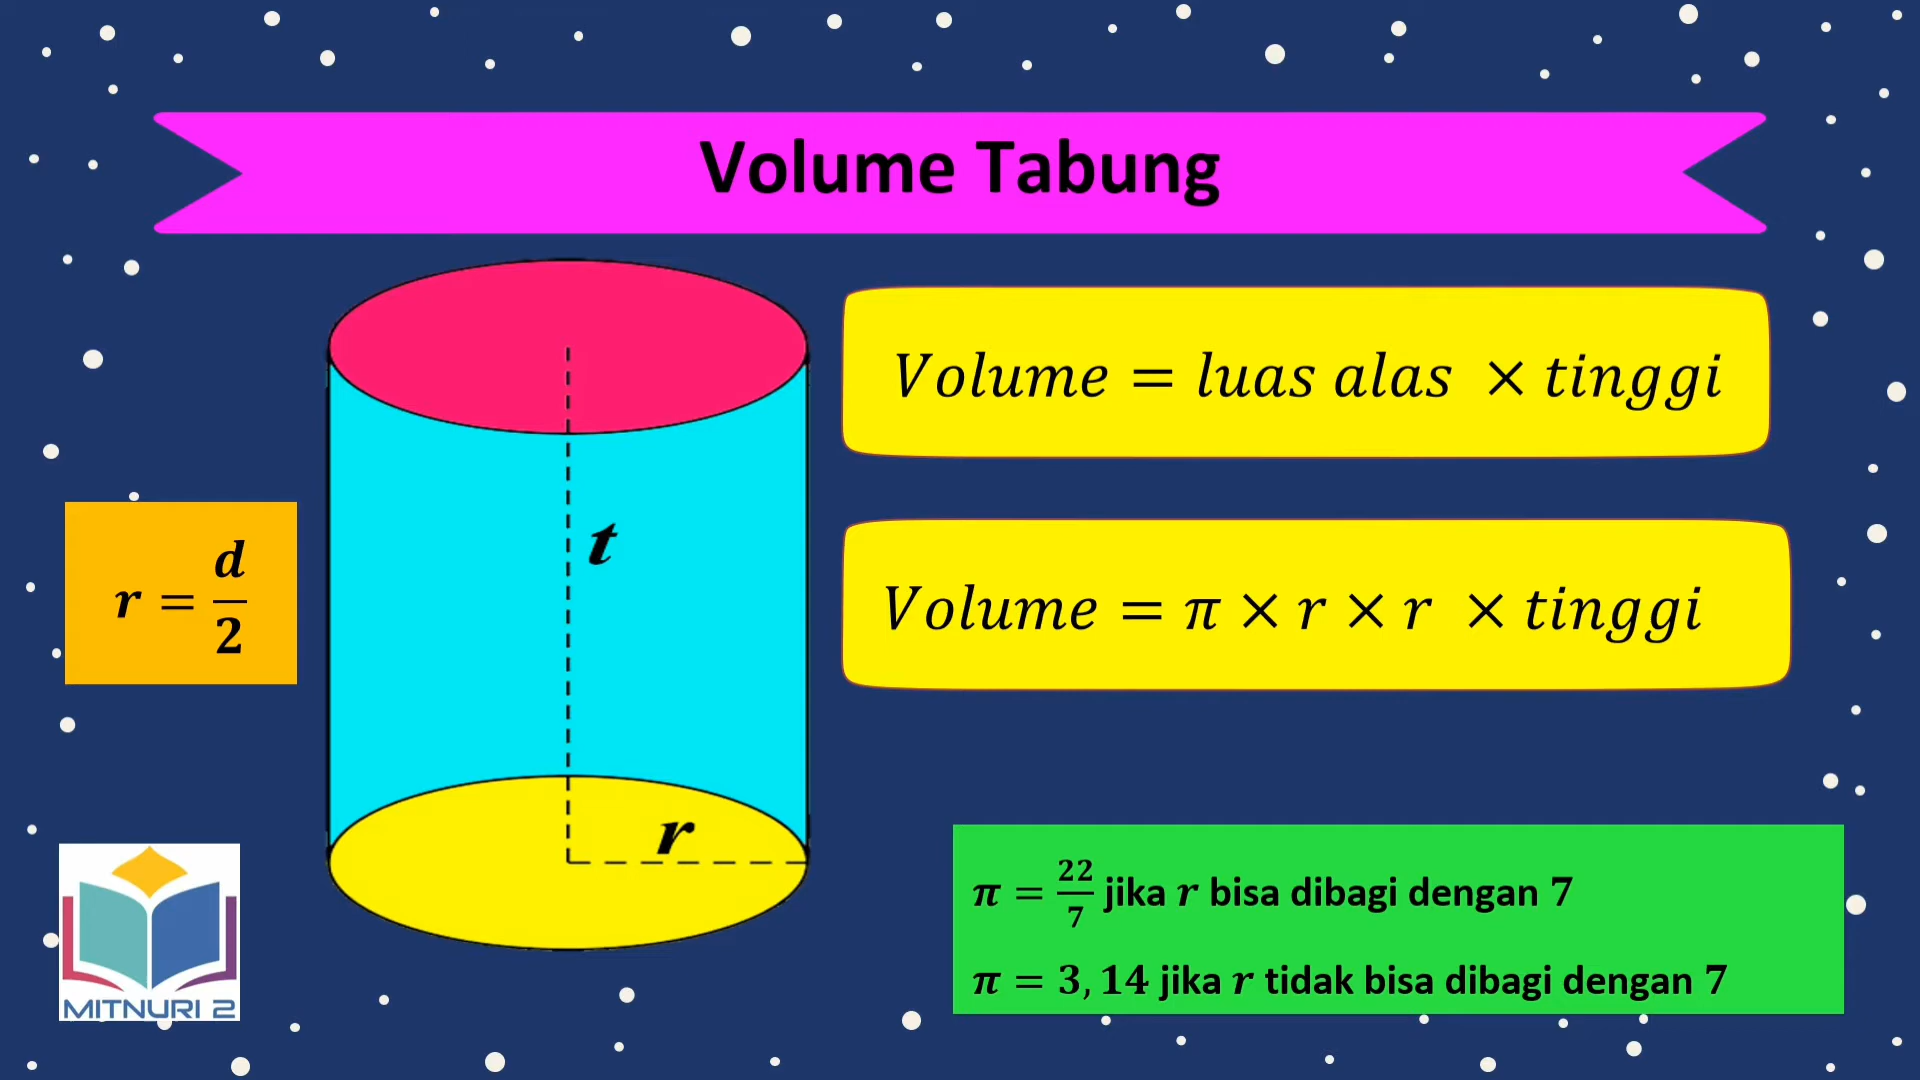 Volume Tabung
Volume = luas alas × tinggi
t
r = d/2
Volume = π × r × r × tinggi
r
π = 22/7 jika r bisa dibagi dengan 7
π = 3,14 jika r tidak bisa dibagi dengan 7
MITNURI 2